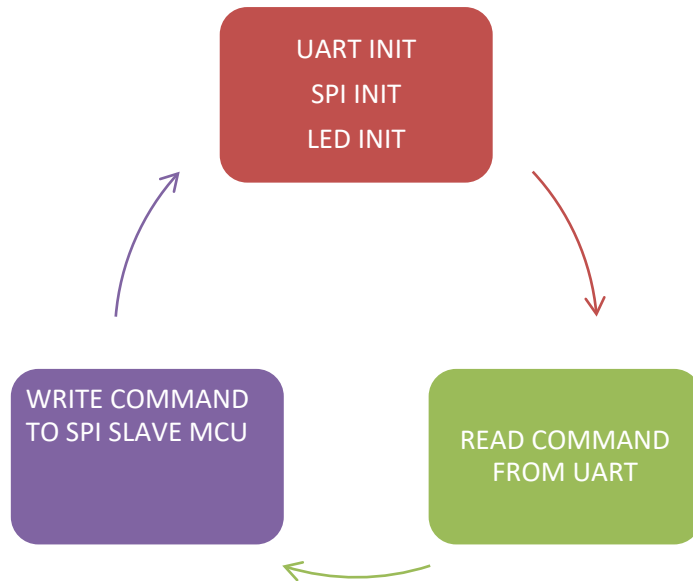 UART INIT
SPI INIT
LED INIT
WRITE COMMAND
TO SPI SLAVE MCU
READ COMMAND
FROM UART